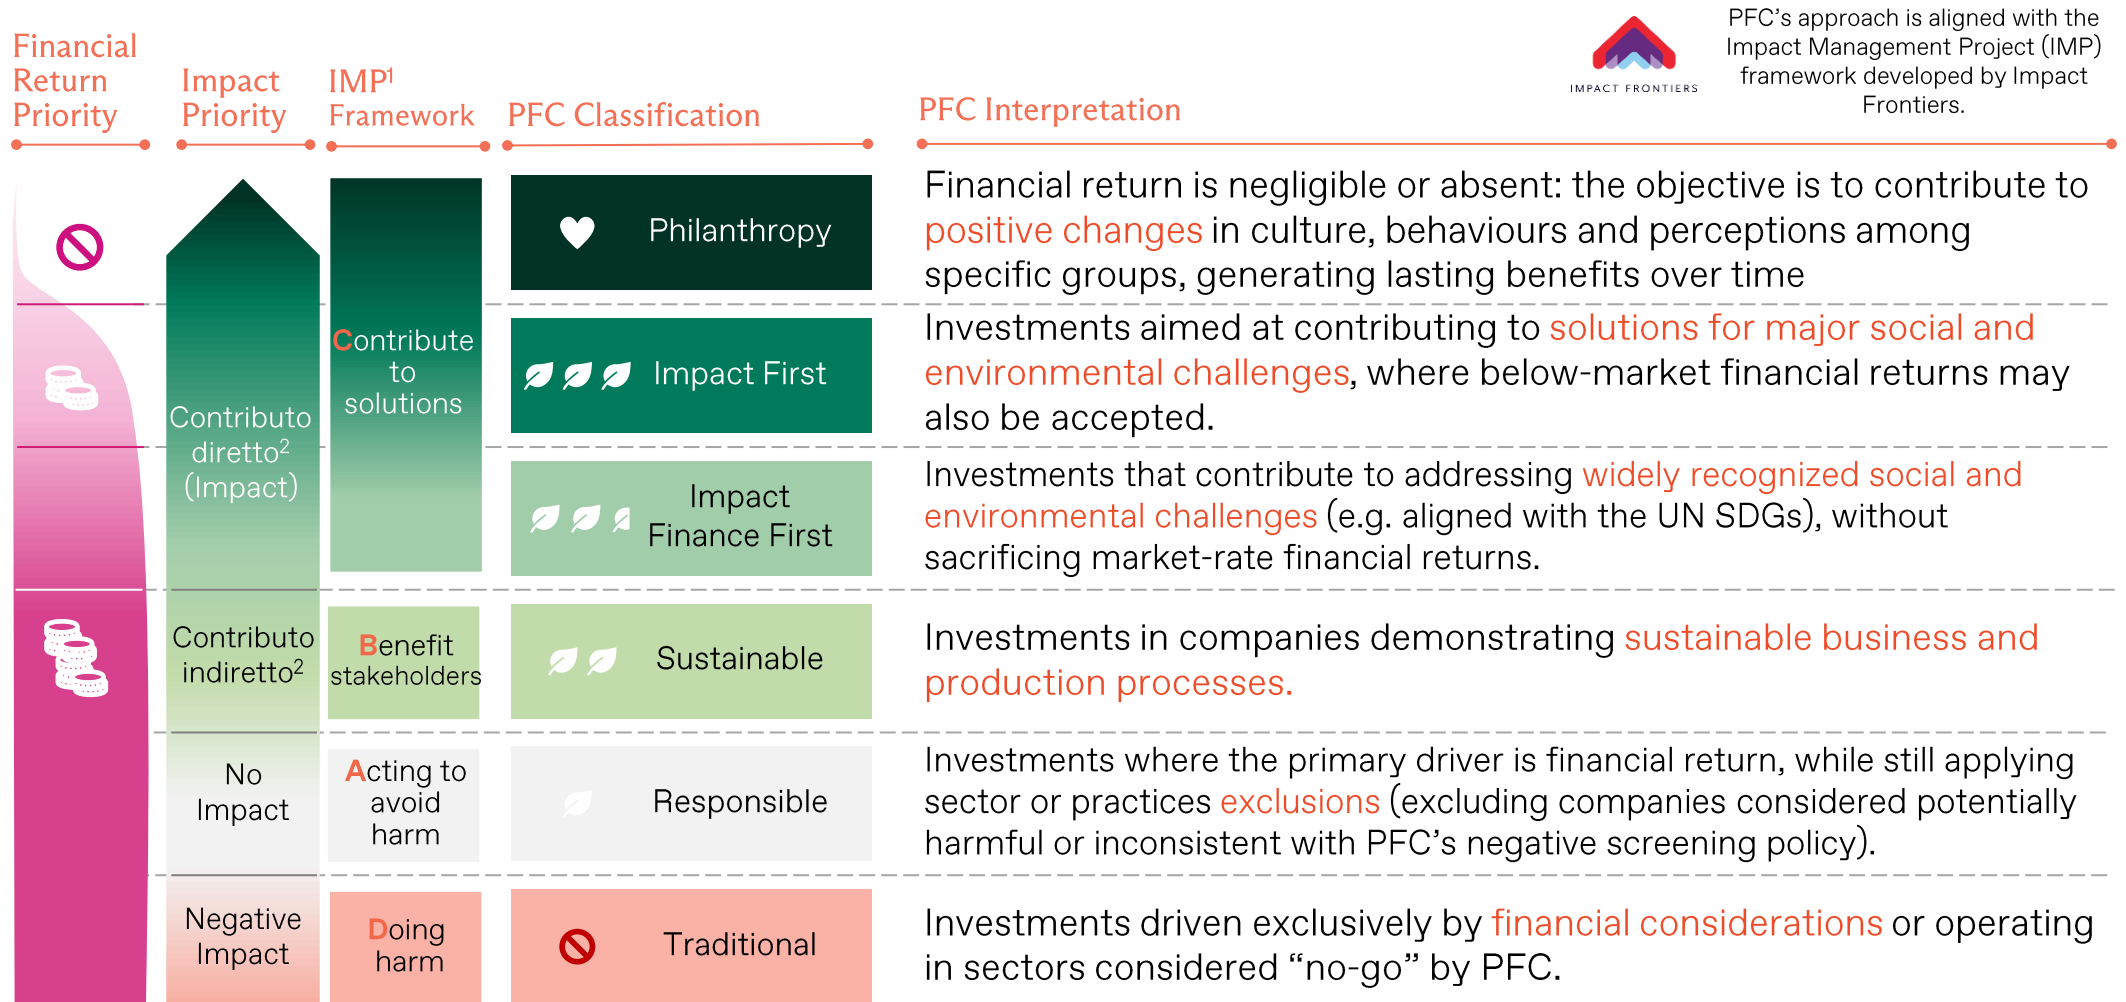 Financial
Return
Priority
Impact
Priority
IMP¹
Framework
PFC Classification
PFC Interpretation
IMPACT FRONTIERS
PFC’s approach is aligned with the
Impact Management Project (IMP)
framework developed by Impact
Frontiers.
Contributo
diretto²
(Impact)
Contribute
to
solutions
Philanthropy
Financial return is negligible or absent: the objective is to contribute to
positive changes in culture, behaviours and perceptions among
specific groups, generating lasting benefits over time
Impact First
Investments aimed at contributing to solutions for major social and
environmental challenges, where below-market financial returns may
also be accepted.
Impact
Finance First
Investments that contribute to addressing widely recognized social and
environmental challenges (e.g. aligned with the UN SDGs), without
sacrificing market-rate financial returns.
Contributo
indiretto²
Benefit
stakeholders
Sustainable
Investments in companies demonstrating sustainable business and
production processes.
No
Impact
Acting to
avoid
harm
Responsible
Investments where the primary driver is financial return, while still applying
sector or practices exclusions (excluding companies considered potentially
harmful or inconsistent with PFC’s negative screening policy).
Negative
Impact
Doing
harm
Traditional
Investments driven exclusively by financial considerations or operating
in sectors considered “no-go” by PFC.